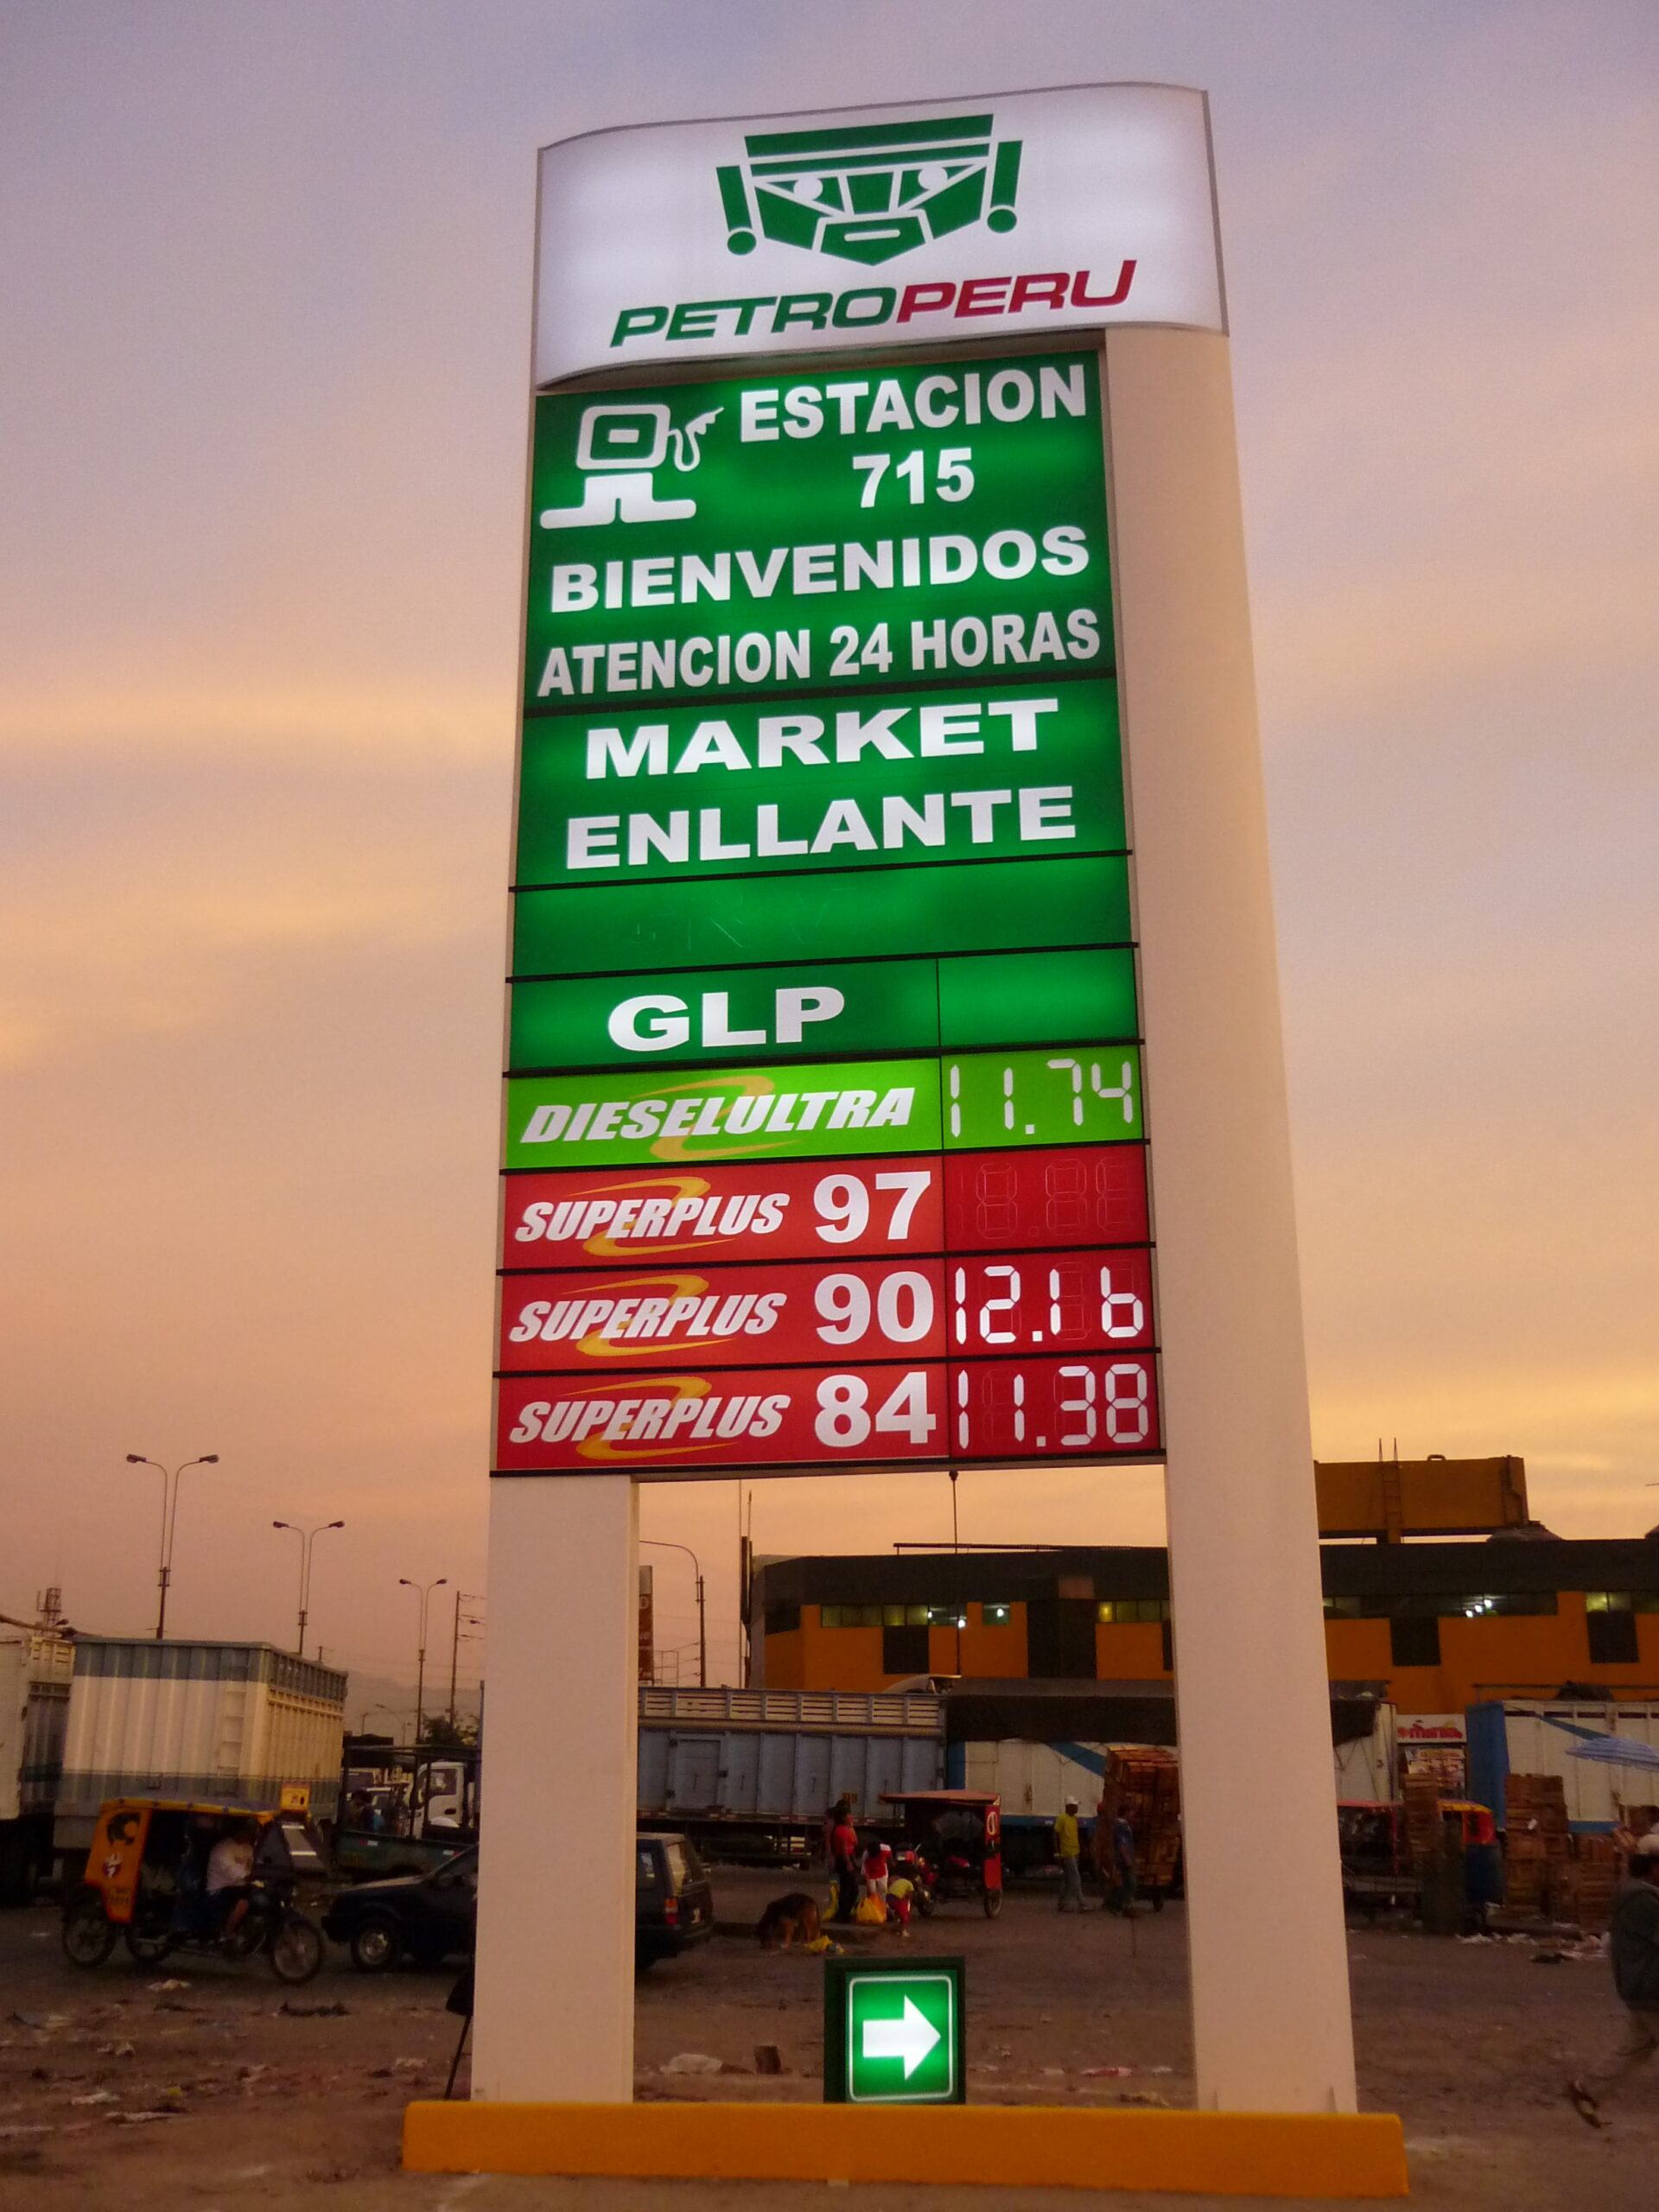 PETROPERU
ESTACION
715
BIENVENIDOS
ATENCION 24 HORAS
MARKET
ENLLANTE
GLP
DIESELULTRA 11.74
SUPERPLUS 97
SUPERPLUS 90 12.16
SUPERPLUS 84 11.38